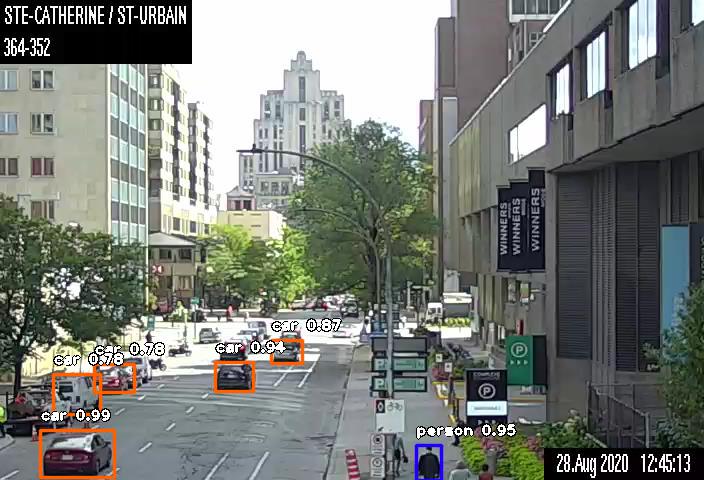 STE-CATHERINE / ST-URBAIN
364-352
WINNERS
WINNERS
WINNERS
car 0.87
car 0.78
car 0.94
car 0.78
car 0.99
P
COMPLEXE
P
person 0.95
28.Aug 2020 12:45:13